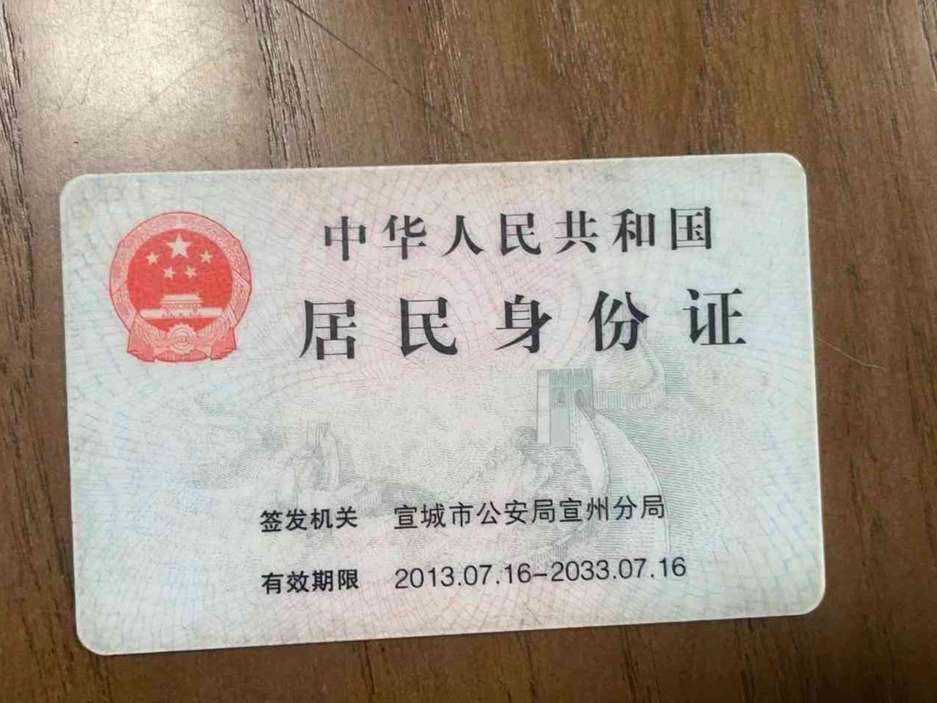 中华人民共和国
居民身份证
签发机关 宣城市公安局宣州分局
有效期限 2013.07.16-2033.07.16